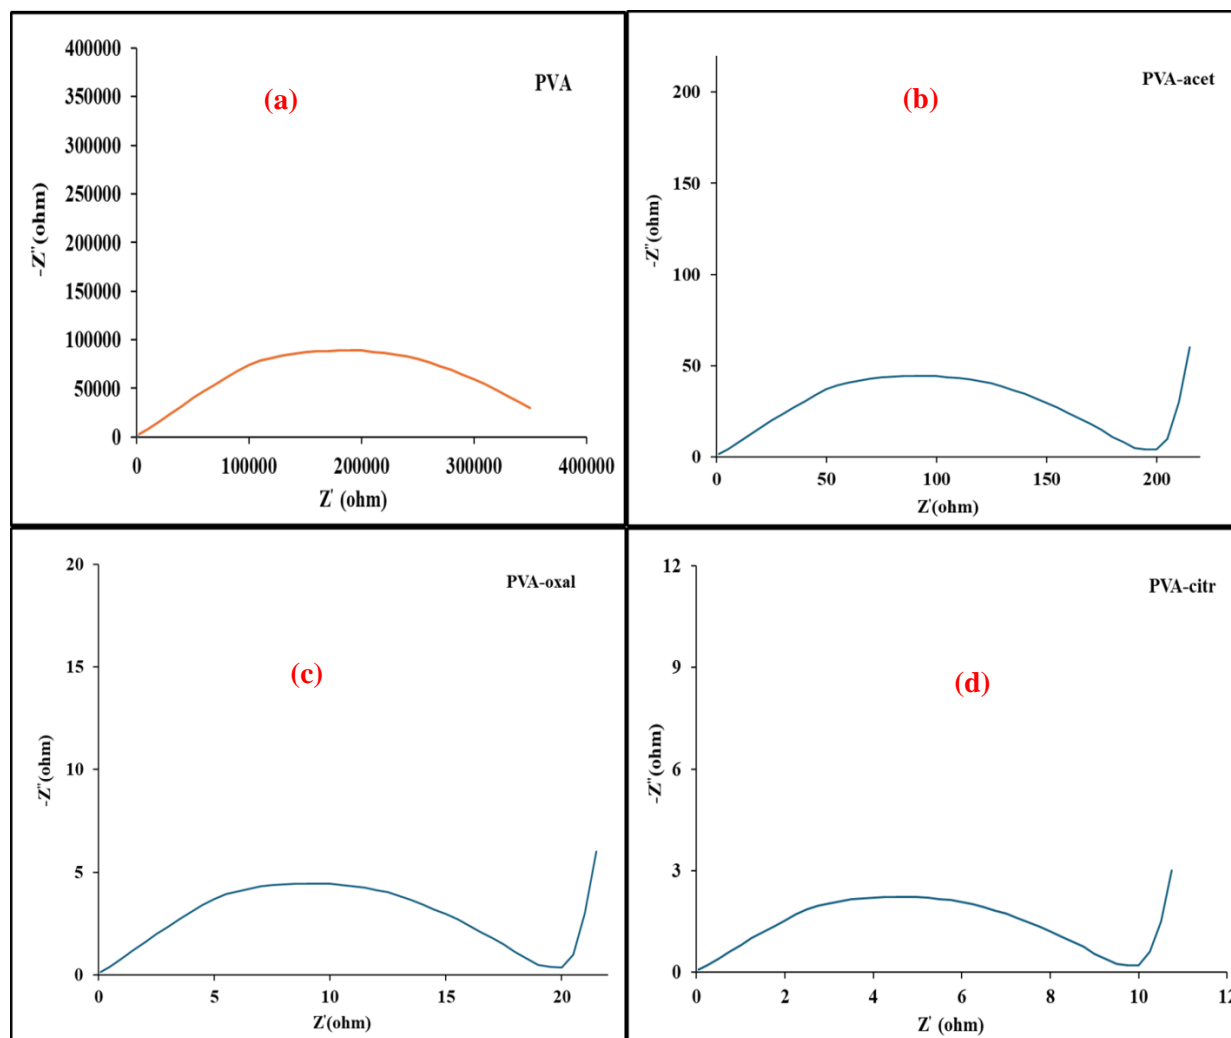 400000
350000
300000
250000
200000
150000
100000
50000
0
-Z''(ohm)
(a)
PVA
0 100000 200000 300000 400000
Z' (ohm)
200
150
100
50
0
-Z''(ohm)
(b)
PVA-acet
0 50 100 150 200
Z'(ohm)
20
15
10
5
0
-Z''(ohm)
(c)
PVA-oxal
0 5 10 15 20
Z'(ohm)
12
9
6
3
0
-Z''(ohm)
(d)
PVA-citr
0 2 4 6 8 10 12
Z' (ohm)